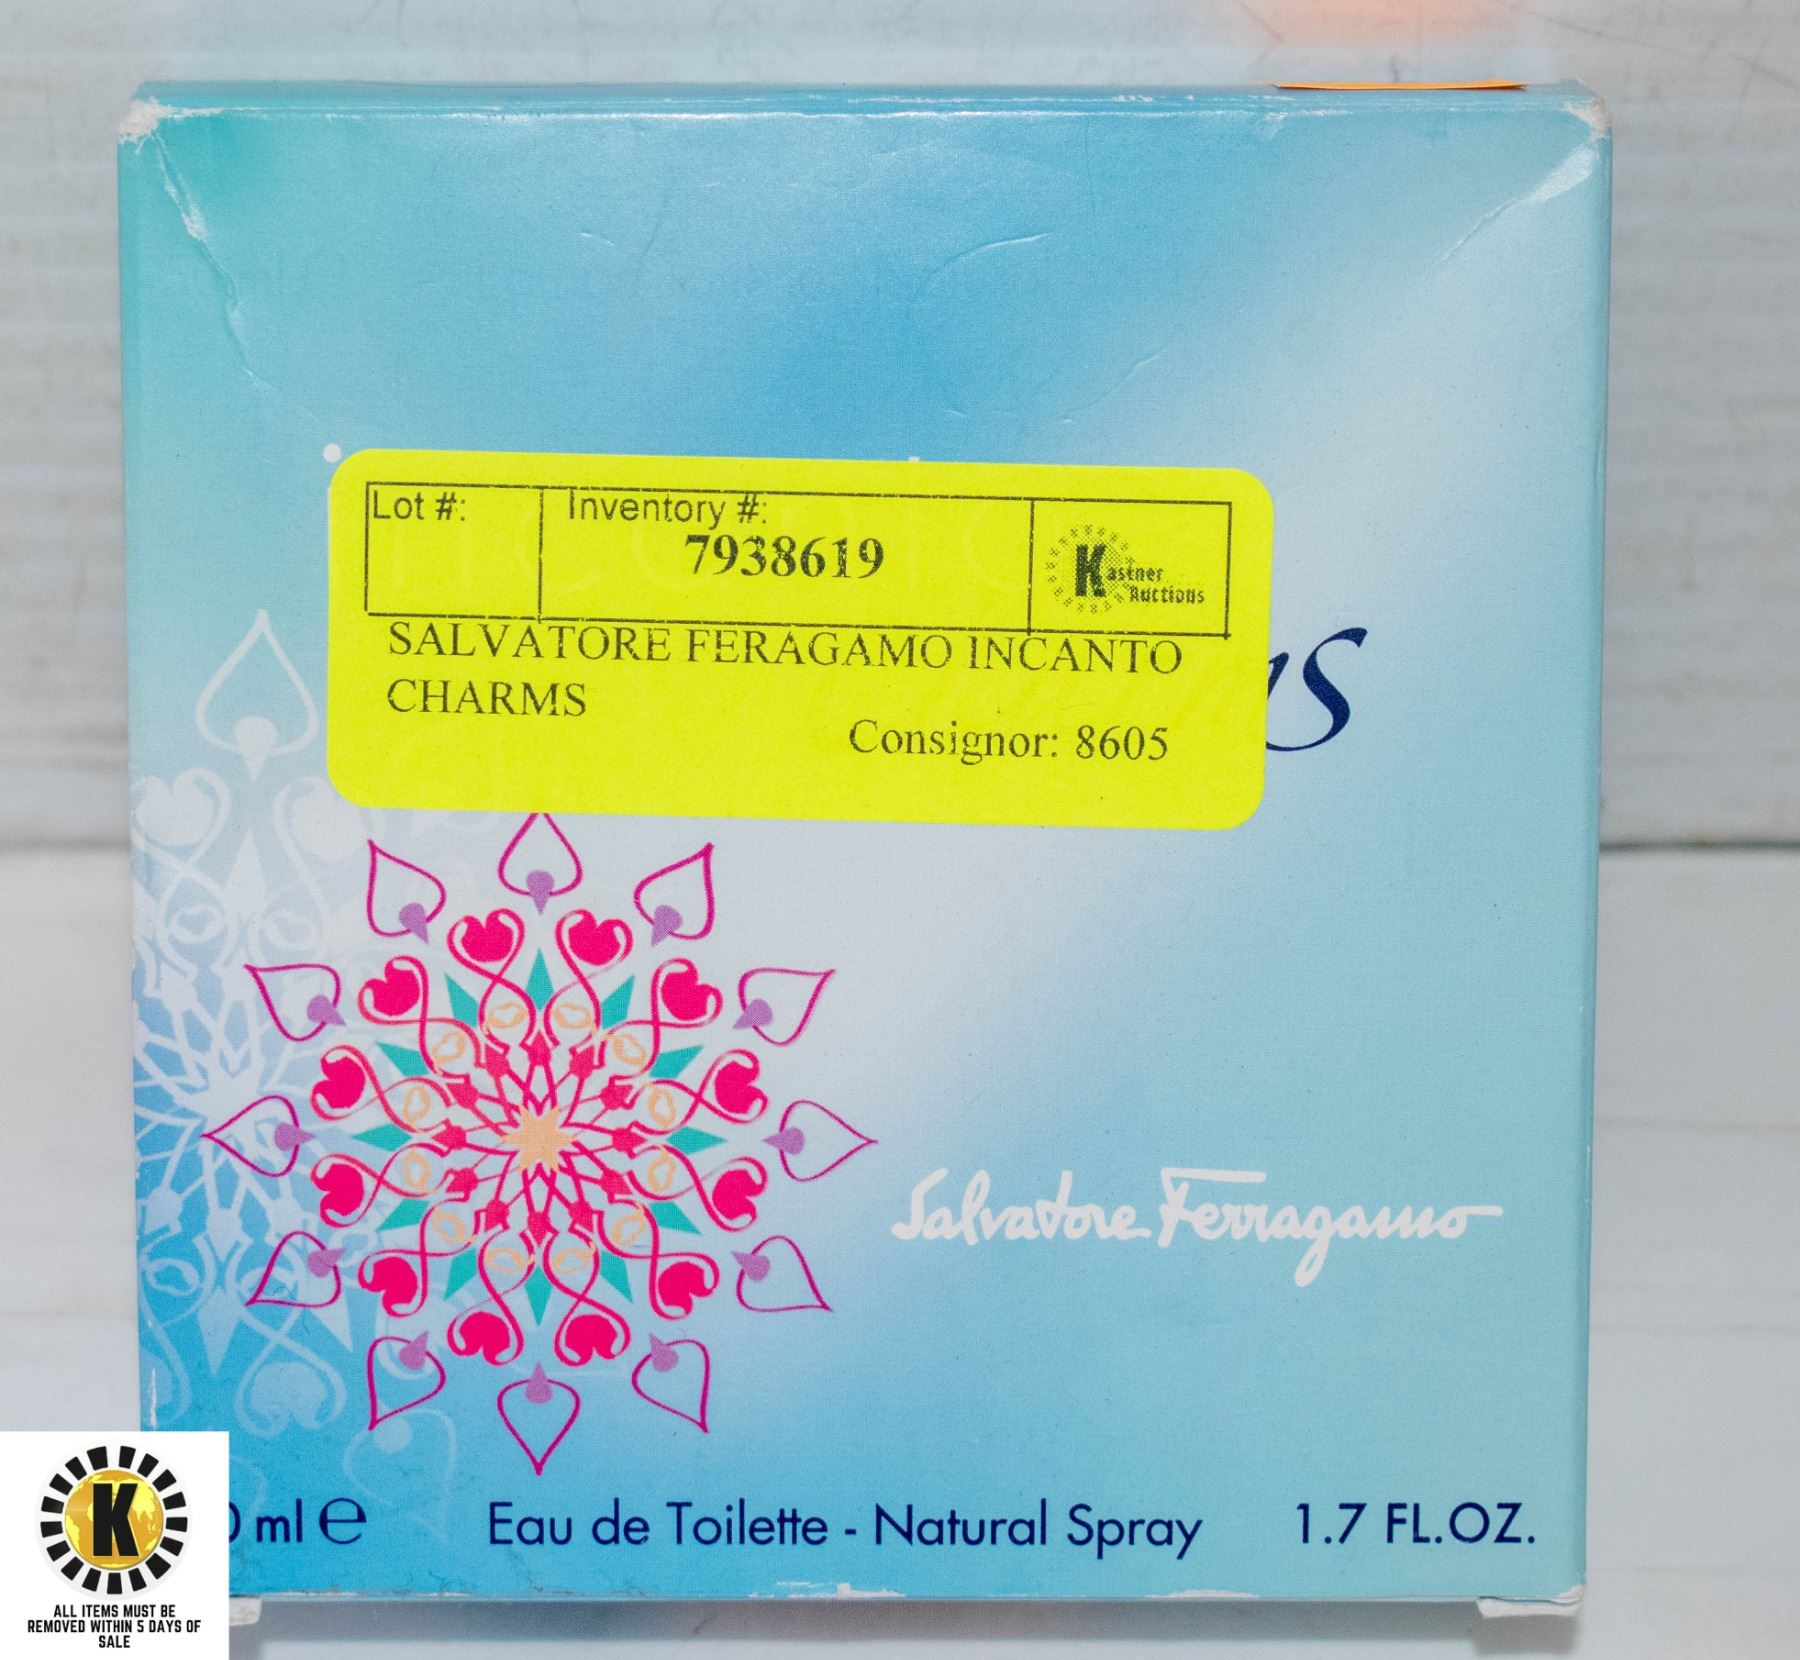 Lot #:
Inventory #:
7938619
Kastner
Auctions
SALVATORE FERAGAMO INCANTO
CHARMS
Consignor: 8605
Salvatore Ferragamo
ml e
Eau de Toilette - Natural Spray
1.7 FL.OZ.
K
ALL ITEMS MUST BE
REMOVED WITHIN 5 DAYS OF
SALE